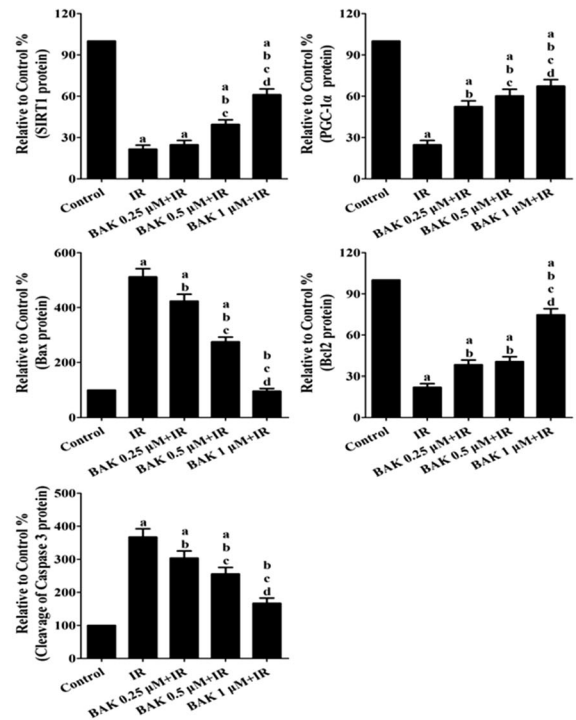 Relative to Control %
(SIRT1 protein)
120
90
60
30
0
a
a
a
b
c
a
b
c
d
Control
IR
BAK 0.25 µM+IR
BAK 0.5 µM+IR
BAK 1 µM+IR
Relative to Control %
(PGC-1α protein)
120
90
60
30
0
a
a
b
a
b
c
a
b
c
d
Control
IR
BAK 0.25 µM+IR
BAK 0.5 µM+IR
BAK 1 µM+IR
Relative to Control %
(Bax protein)
600
400
200
0
a
a
b
a
b
c
b
c
d
Control
IR
BAK 0.25 µM+IR
BAK 0.5 µM+IR
BAK 1 µM+IR
Relative to Control %
(Bcl2 protein)
120
90
60
30
0
a
a
b
a
b
a
b
c
d
Control
IR
BAK 0.25 µM+IR
BAK 0.5 µM+IR
BAK 1 µM+IR
Relative to Control %
(Cleavage of Caspase 3 protein)
500
400
300
200
100
0
a
a
b
a
b
c
b
c
d
Control
IR
BAK 0.25 µM+IR
BAK 0.5 µM+IR
BAK 1 µM+IR